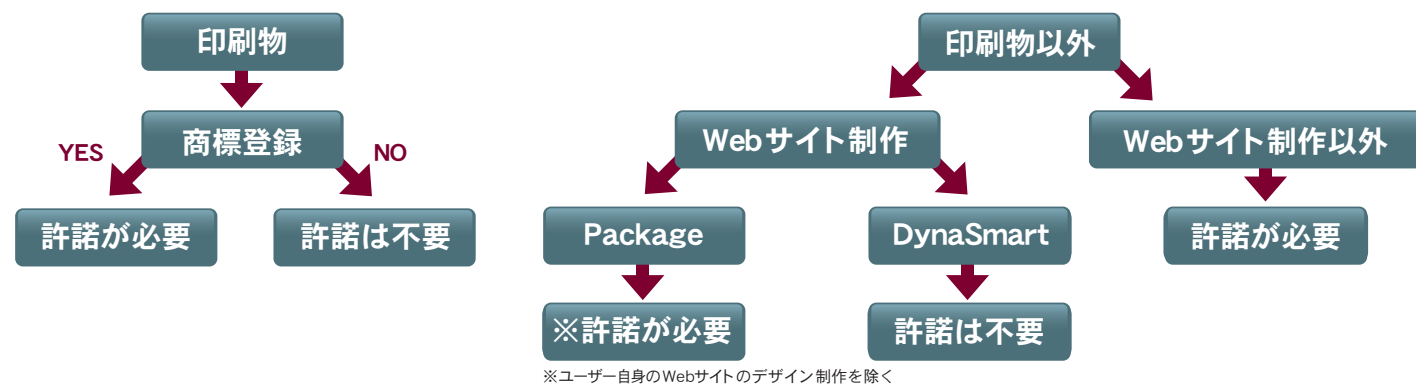 印刷物
商標登録
YES
NO
許諾が必要
許諾は不要
印刷物以外
Webサイト制作
Webサイト制作以外
Package
DynaSmart
許諾が必要
※許諾が必要
許諾は不要
※ユーザー自身のWebサイトのデザイン制作を除く